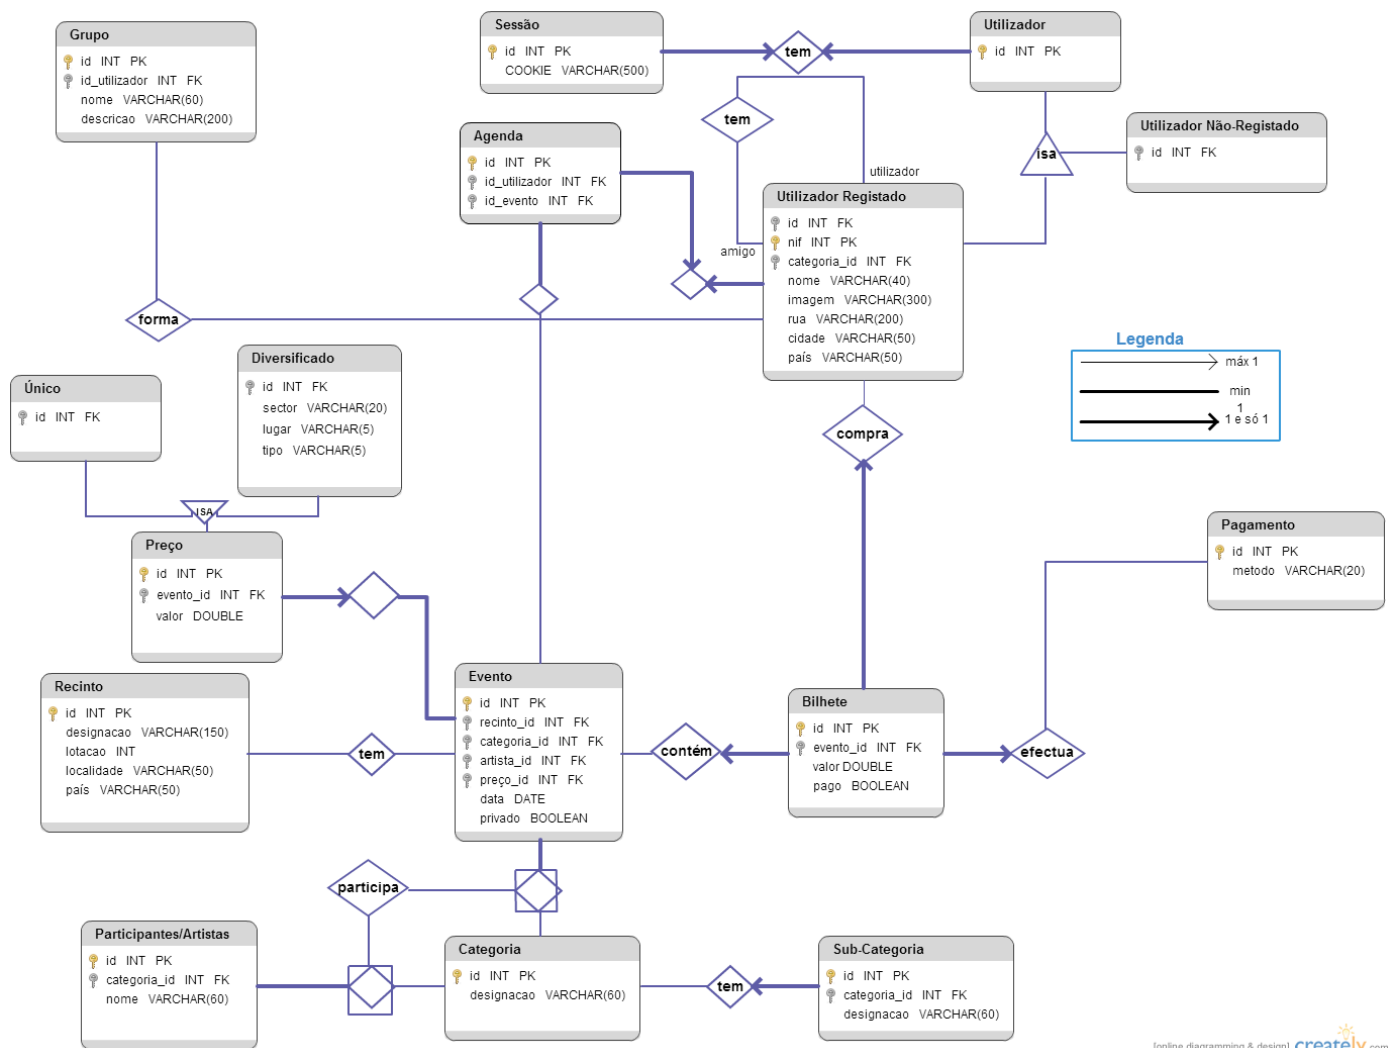 Grupo
id INT PK
id_utilizador INT FK
nome VARCHAR(60)
descricao VARCHAR(200)
Sessão
id INT PK
COOKIE VARCHAR(500)
tem
Utilizador
id INT PK
tem
Agenda
id INT PK
id_utilizador INT FK
id_evento INT FK
isa
Utilizador Não-Registado
id INT FK
utilizador
amigo
Utilizador Registado
id INT FK
nif INT PK
categoria_id INT FK
nome VARCHAR(40)
imagem VARCHAR(300)
rua VARCHAR(200)
cidade VARCHAR(50)
país VARCHAR(50)
forma
Legenda
máx 1
min
1
1 e só 1
Único
id INT FK
Diversificado
id INT FK
sector VARCHAR(20)
lugar VARCHAR(5)
tipo VARCHAR(5)
compra
ISA
Preço
id INT PK
evento_id INT FK
valor DOUBLE
Pagamento
id INT PK
metodo VARCHAR(20)
Recinto
id INT PK
designacao VARCHAR(150)
lotacao INT
localidade VARCHAR(50)
país VARCHAR(50)
tem
Evento
id INT PK
recinto_id INT FK
categoria_id INT FK
artista_id INT FK
preço_id INT FK
data DATE
privado BOOLEAN
contém
Bilhete
id INT PK
evento_id INT FK
valor DOUBLE
pago BOOLEAN
efectua
participa
Participantes/Artistas
id INT PK
categoria_id INT FK
nome VARCHAR(60)
Categoria
id INT PK
designacao VARCHAR(60)
tem
Sub-Categoria
id INT PK
categoria_id INT FK
designacao VARCHAR(60)
[online diagramming & design] creately.com